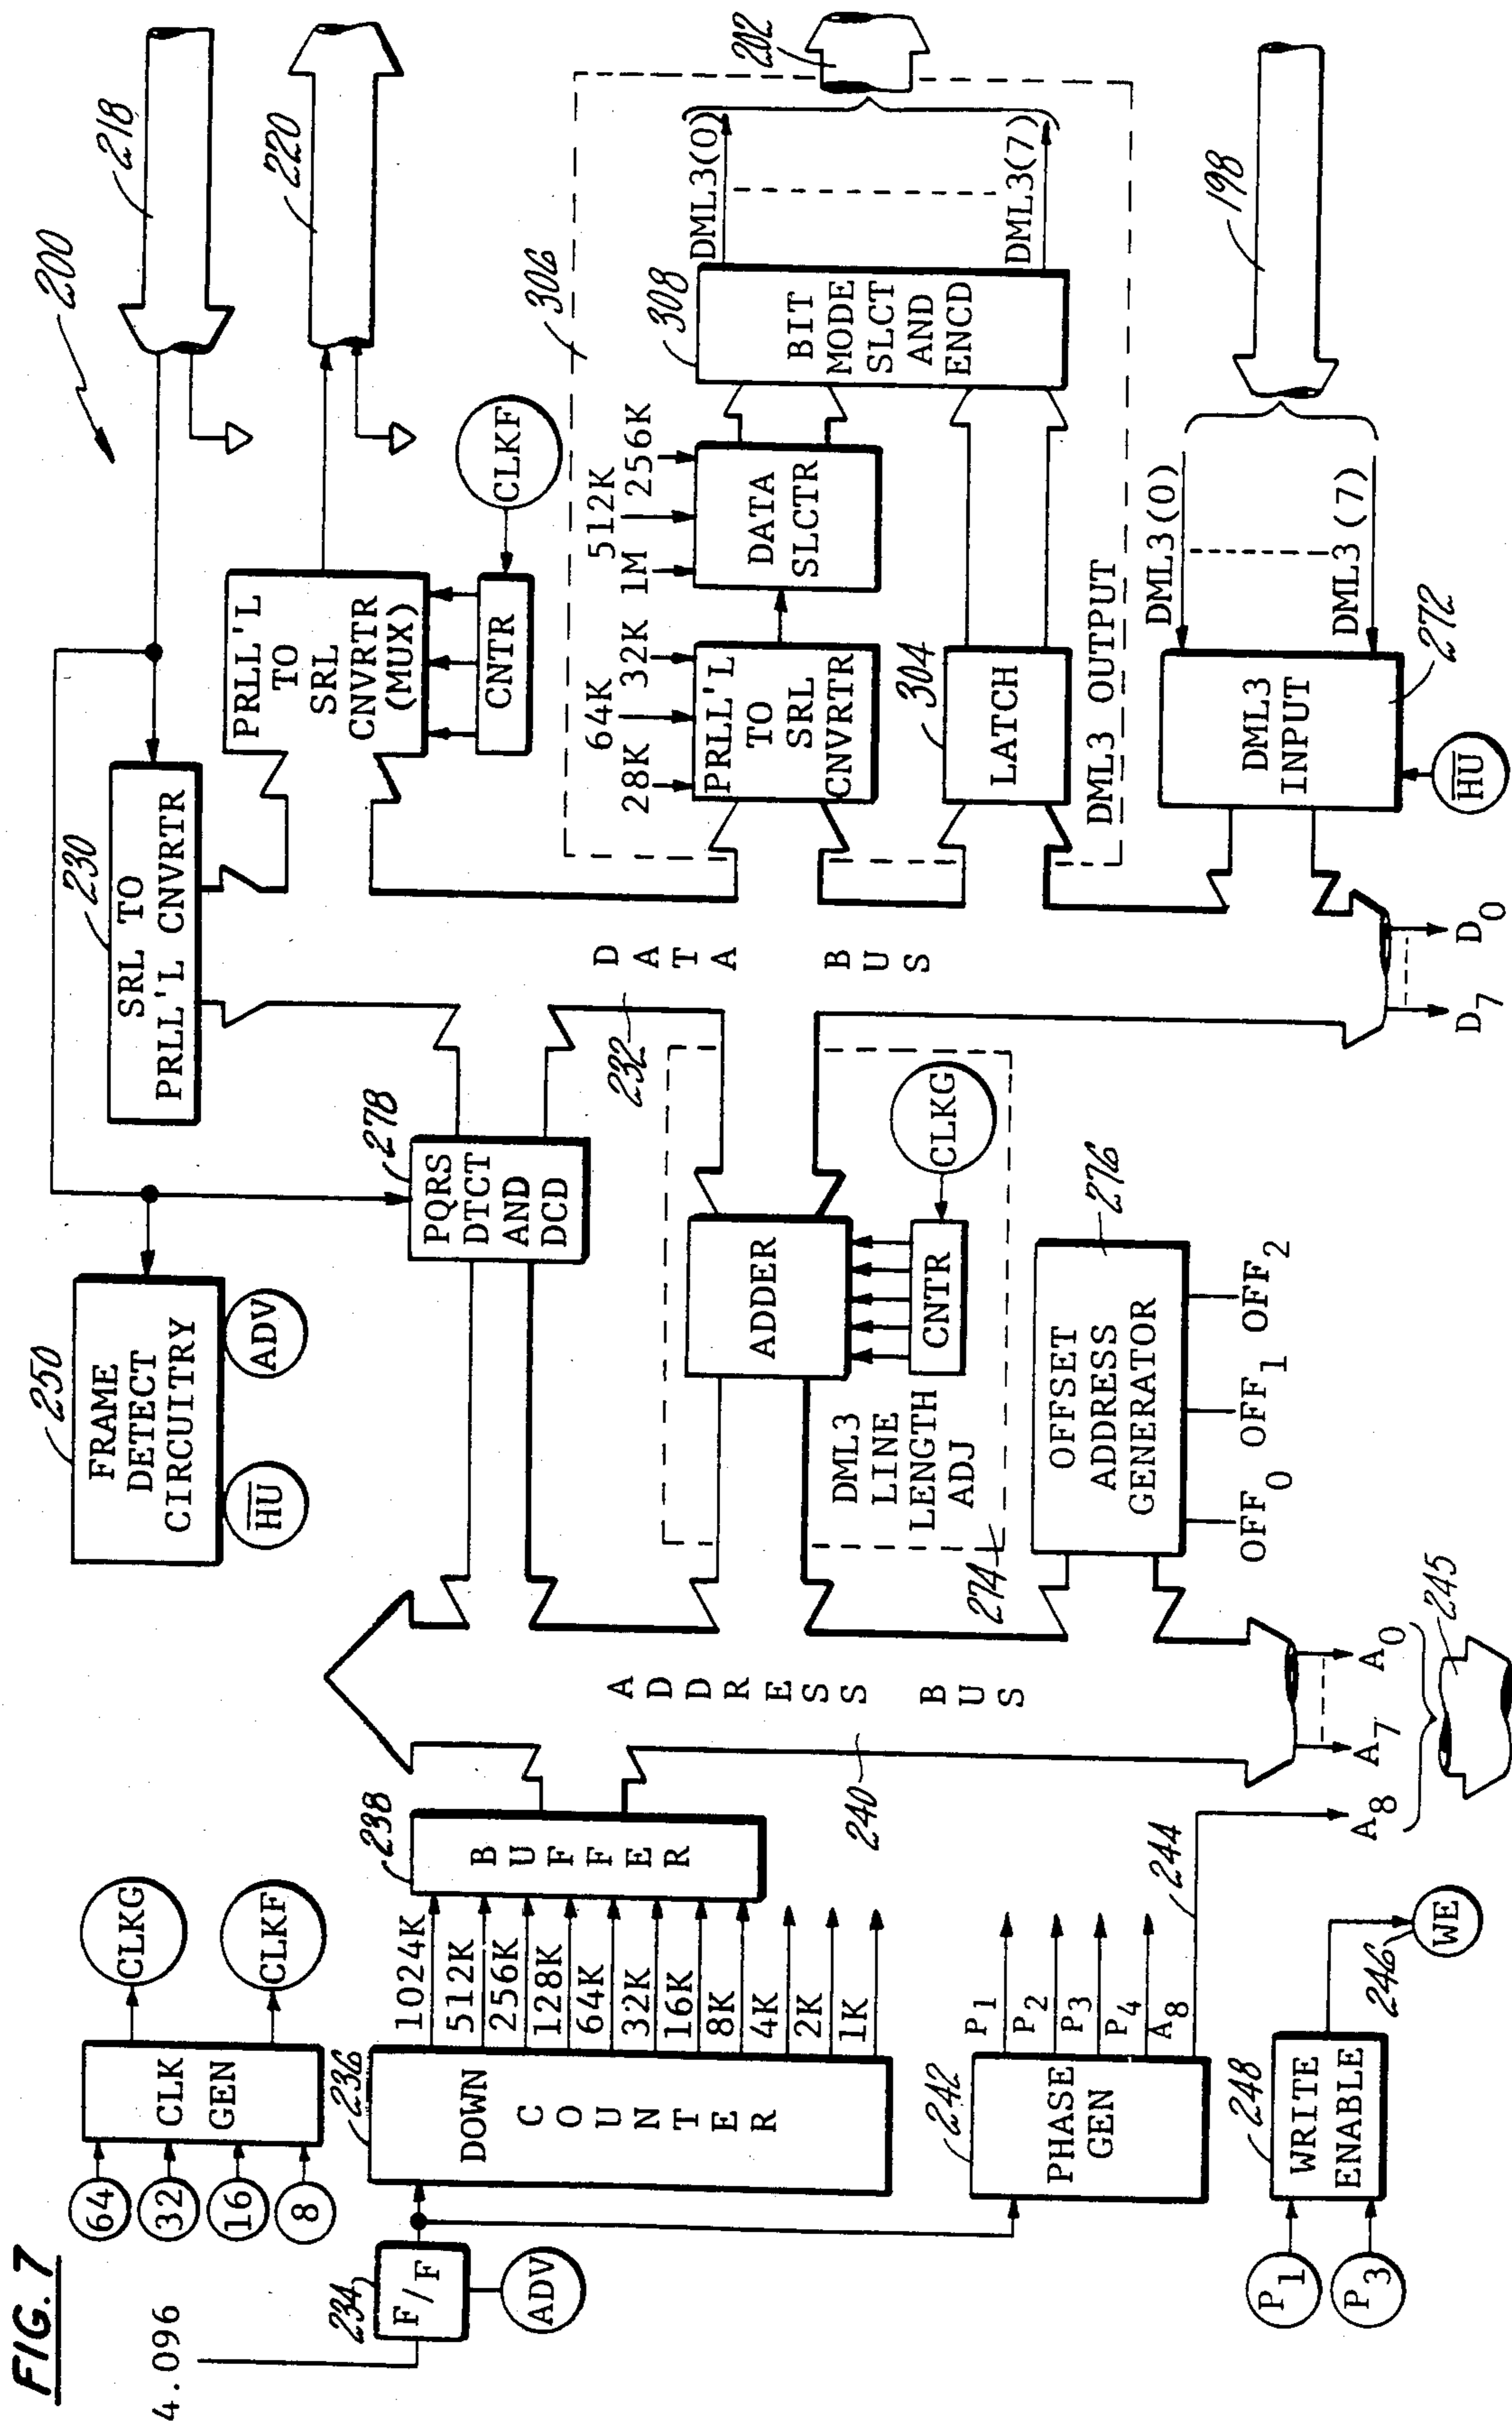 FIG. 7
4.096
234
F/F
ADV
64
32
16
8
CLK
GEN
CLKG
CLKF
236
DOWN
COUNTER
1024K
512K
256K
128K
64K
32K
16K
8K
4K
2K
1K
238
BUFFER
242
PHASE
GEN
P1
P2
P3
P4
A8
244
P1
P3
248
WRITE
ENABLE
246
WE
240
ADDRESS BUS
A8
A7
A0
245
250
FRAME
DETECT
CIRCUITRY
HU
ADV
278
PQRS
DTCT
AND
DCD
ADDER
CNTR
CLKG
DML3
LINE
LENGTH
ADJ
274
276
OFFSET
ADDRESS
GENERATOR
OFF0
OFF1
OFF2
230
SRL TO
PRLL'L CNVRTR
232
DATA BUS
D7
D0
200
218
220
PRLL'L
TO
SRL
CNVRTR
(MUX)
CNTR
CLKF
306
28K
64K
32K
PRLL'L
TO
SRL
CNVRTR
1M
512K
256K
DATA
SLCTR
304
LATCH
DML3 OUTPUT
308
BIT
MODE
SLCT
AND
ENCD
DML3(0)
DML3(7)
202
DML3
INPUT
HU
272
DML3(0)
DML3(7)
198